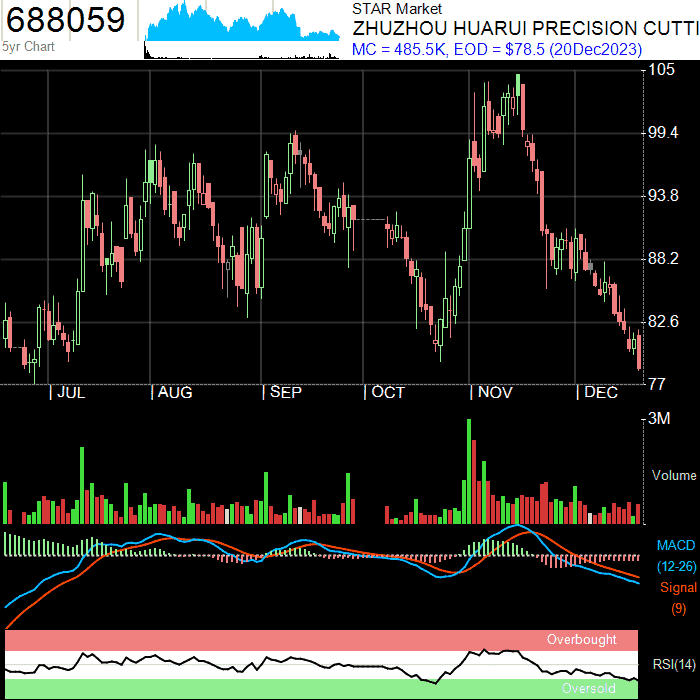 688059
5yr Chart
STAR Market
ZHUZHOU HUARUI PRECISION CUTTI
MC = 485.5K, EOD = $78.5 (20Dec2023)
105
99.4
93.8
88.2
82.6
77
| JUL | AUG | SEP | OCT | NOV | DEC
3M
Volume
MACD
(12-26)
Signal
(9)
Overbought
RSI(14)
Oversold